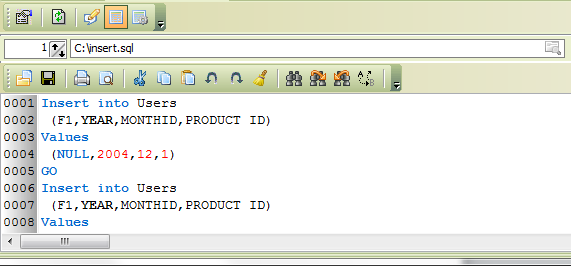 1 C:\insert.sql
0001 Insert into Users
0002 (F1,YEAR,MONTHID,PRODUCT ID)
0003 Values
0004 (NULL,2004,12,1)
0005 GO
0006 Insert into Users
0007 (F1,YEAR,MONTHID,PRODUCT ID)
0008 Values